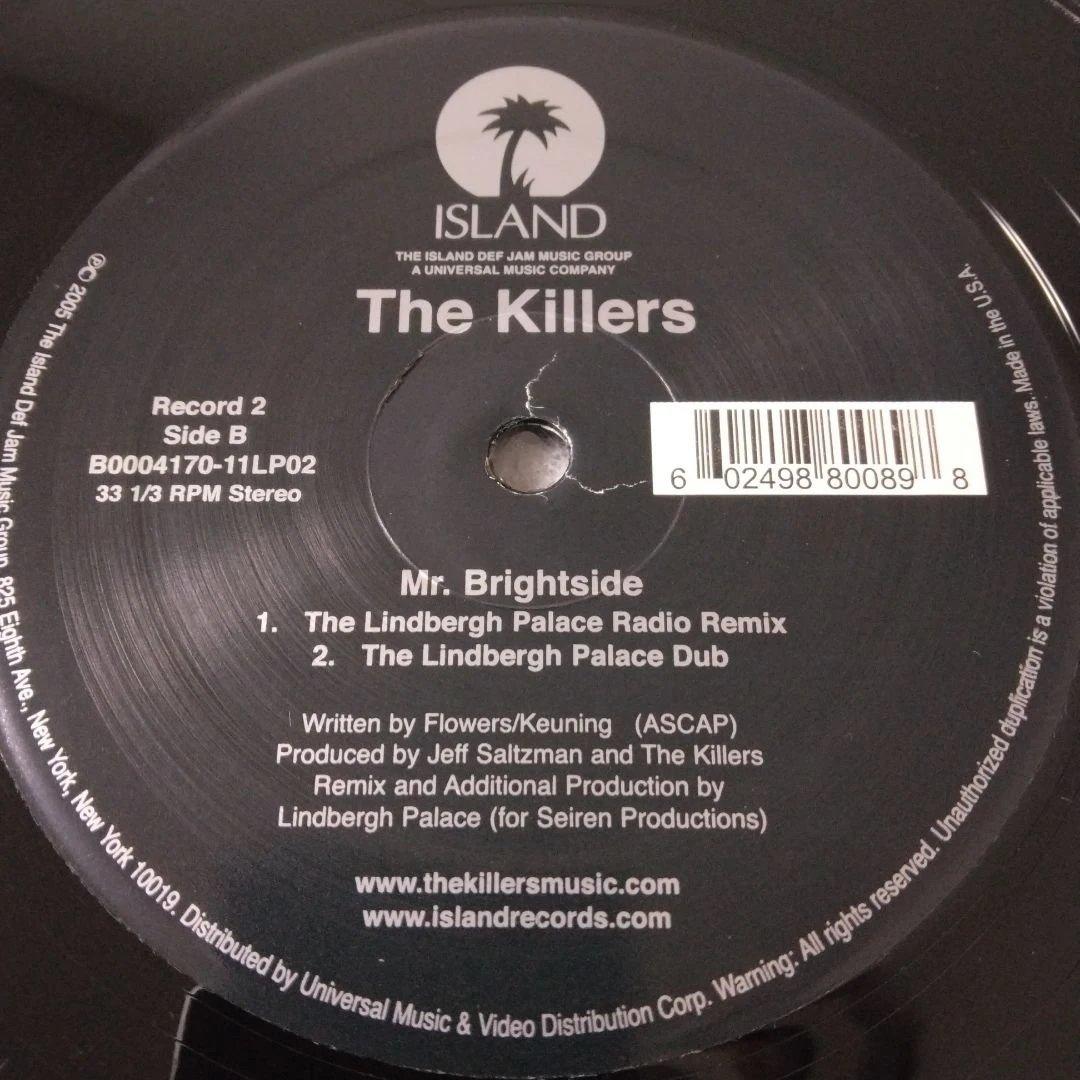 ISLAND
THE ISLAND DEF JAM MUSIC GROUP
A UNIVERSAL MUSIC COMPANY
The Killers
Record 2
Side B
B0004170-11LP02
33 1/3 RPM Stereo
6 02498 80089 8
Mr. Brightside
1. The Lindbergh Palace Radio Remix
2. The Lindbergh Palace Dub
Written by Flowers/Keuning (ASCAP)
Produced by Jeff Saltzman and The Killers
Remix and Additional Production by
Lindbergh Palace (for Seiren Productions)
www.thekillersmusic.com
www.islandrecords.com
℗© 2005 The Island Def Jam Music Group, 825 Eighth Ave., New York, New York 10019. Distributed by Universal Music & Video Distribution Corp. Warning: All rights reserved. Unauthorized duplication is a violation of applicable laws. Made in the U.S.A.